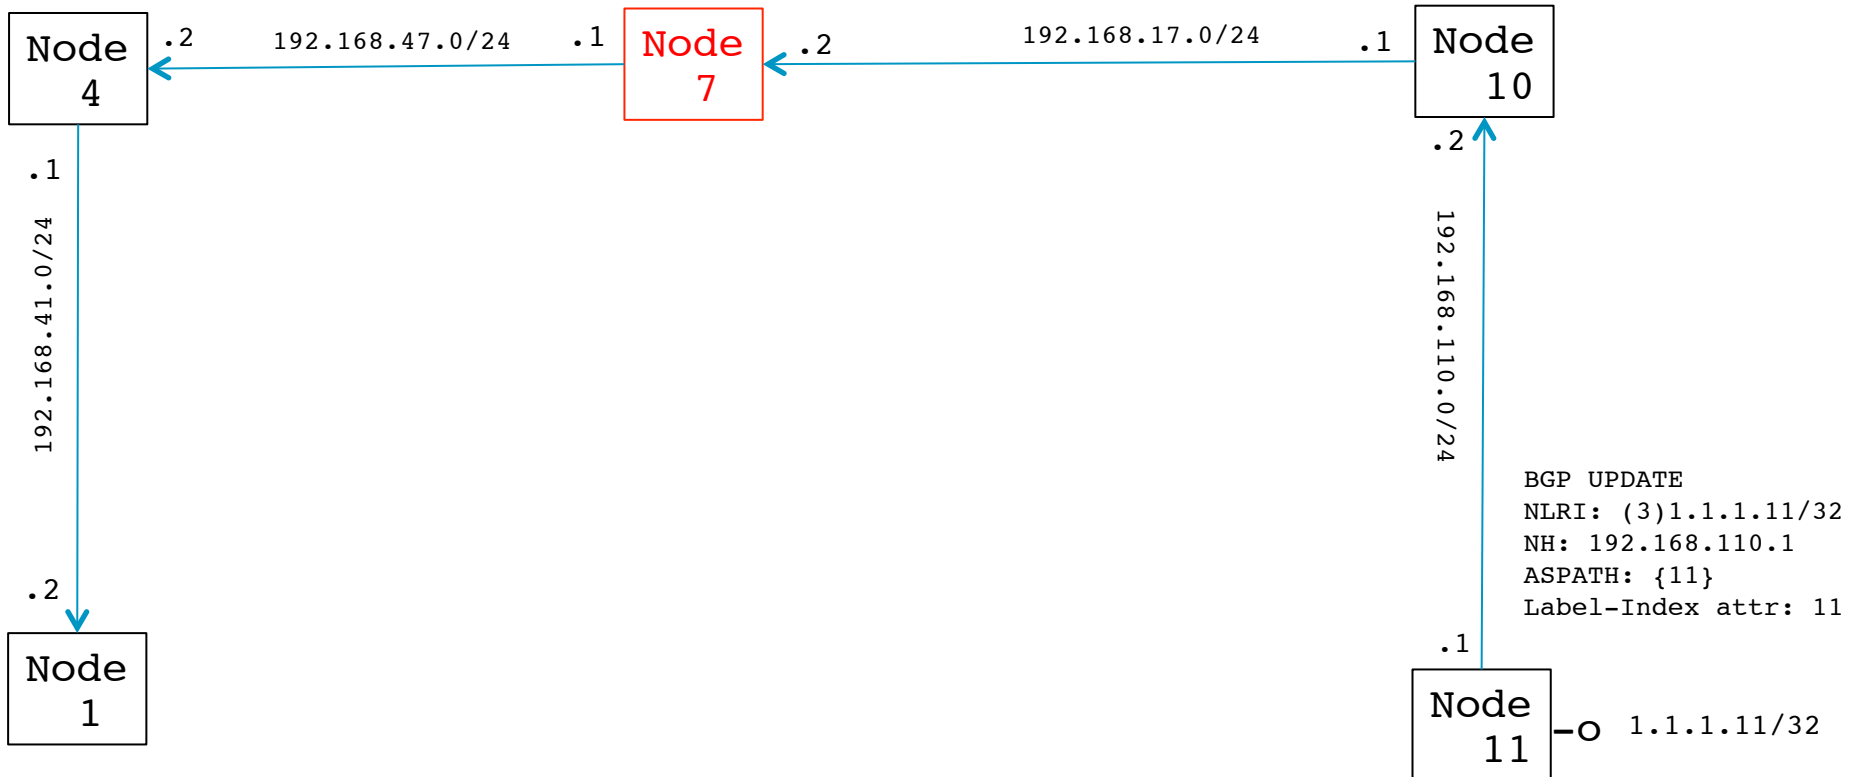 Node
4
.2
192.168.47.0/24
.1
Node
7
.2
192.168.17.0/24
.1
Node
10
.1
192.168.41.0/24
.2
Node
1
.2
192.168.110.0/24
BGP UPDATE
NLRI: (3)1.1.1.11/32
NH: 192.168.110.1
ASPATH: {11}
Label-Index attr: 11
.1
Node
11
1.1.1.11/32